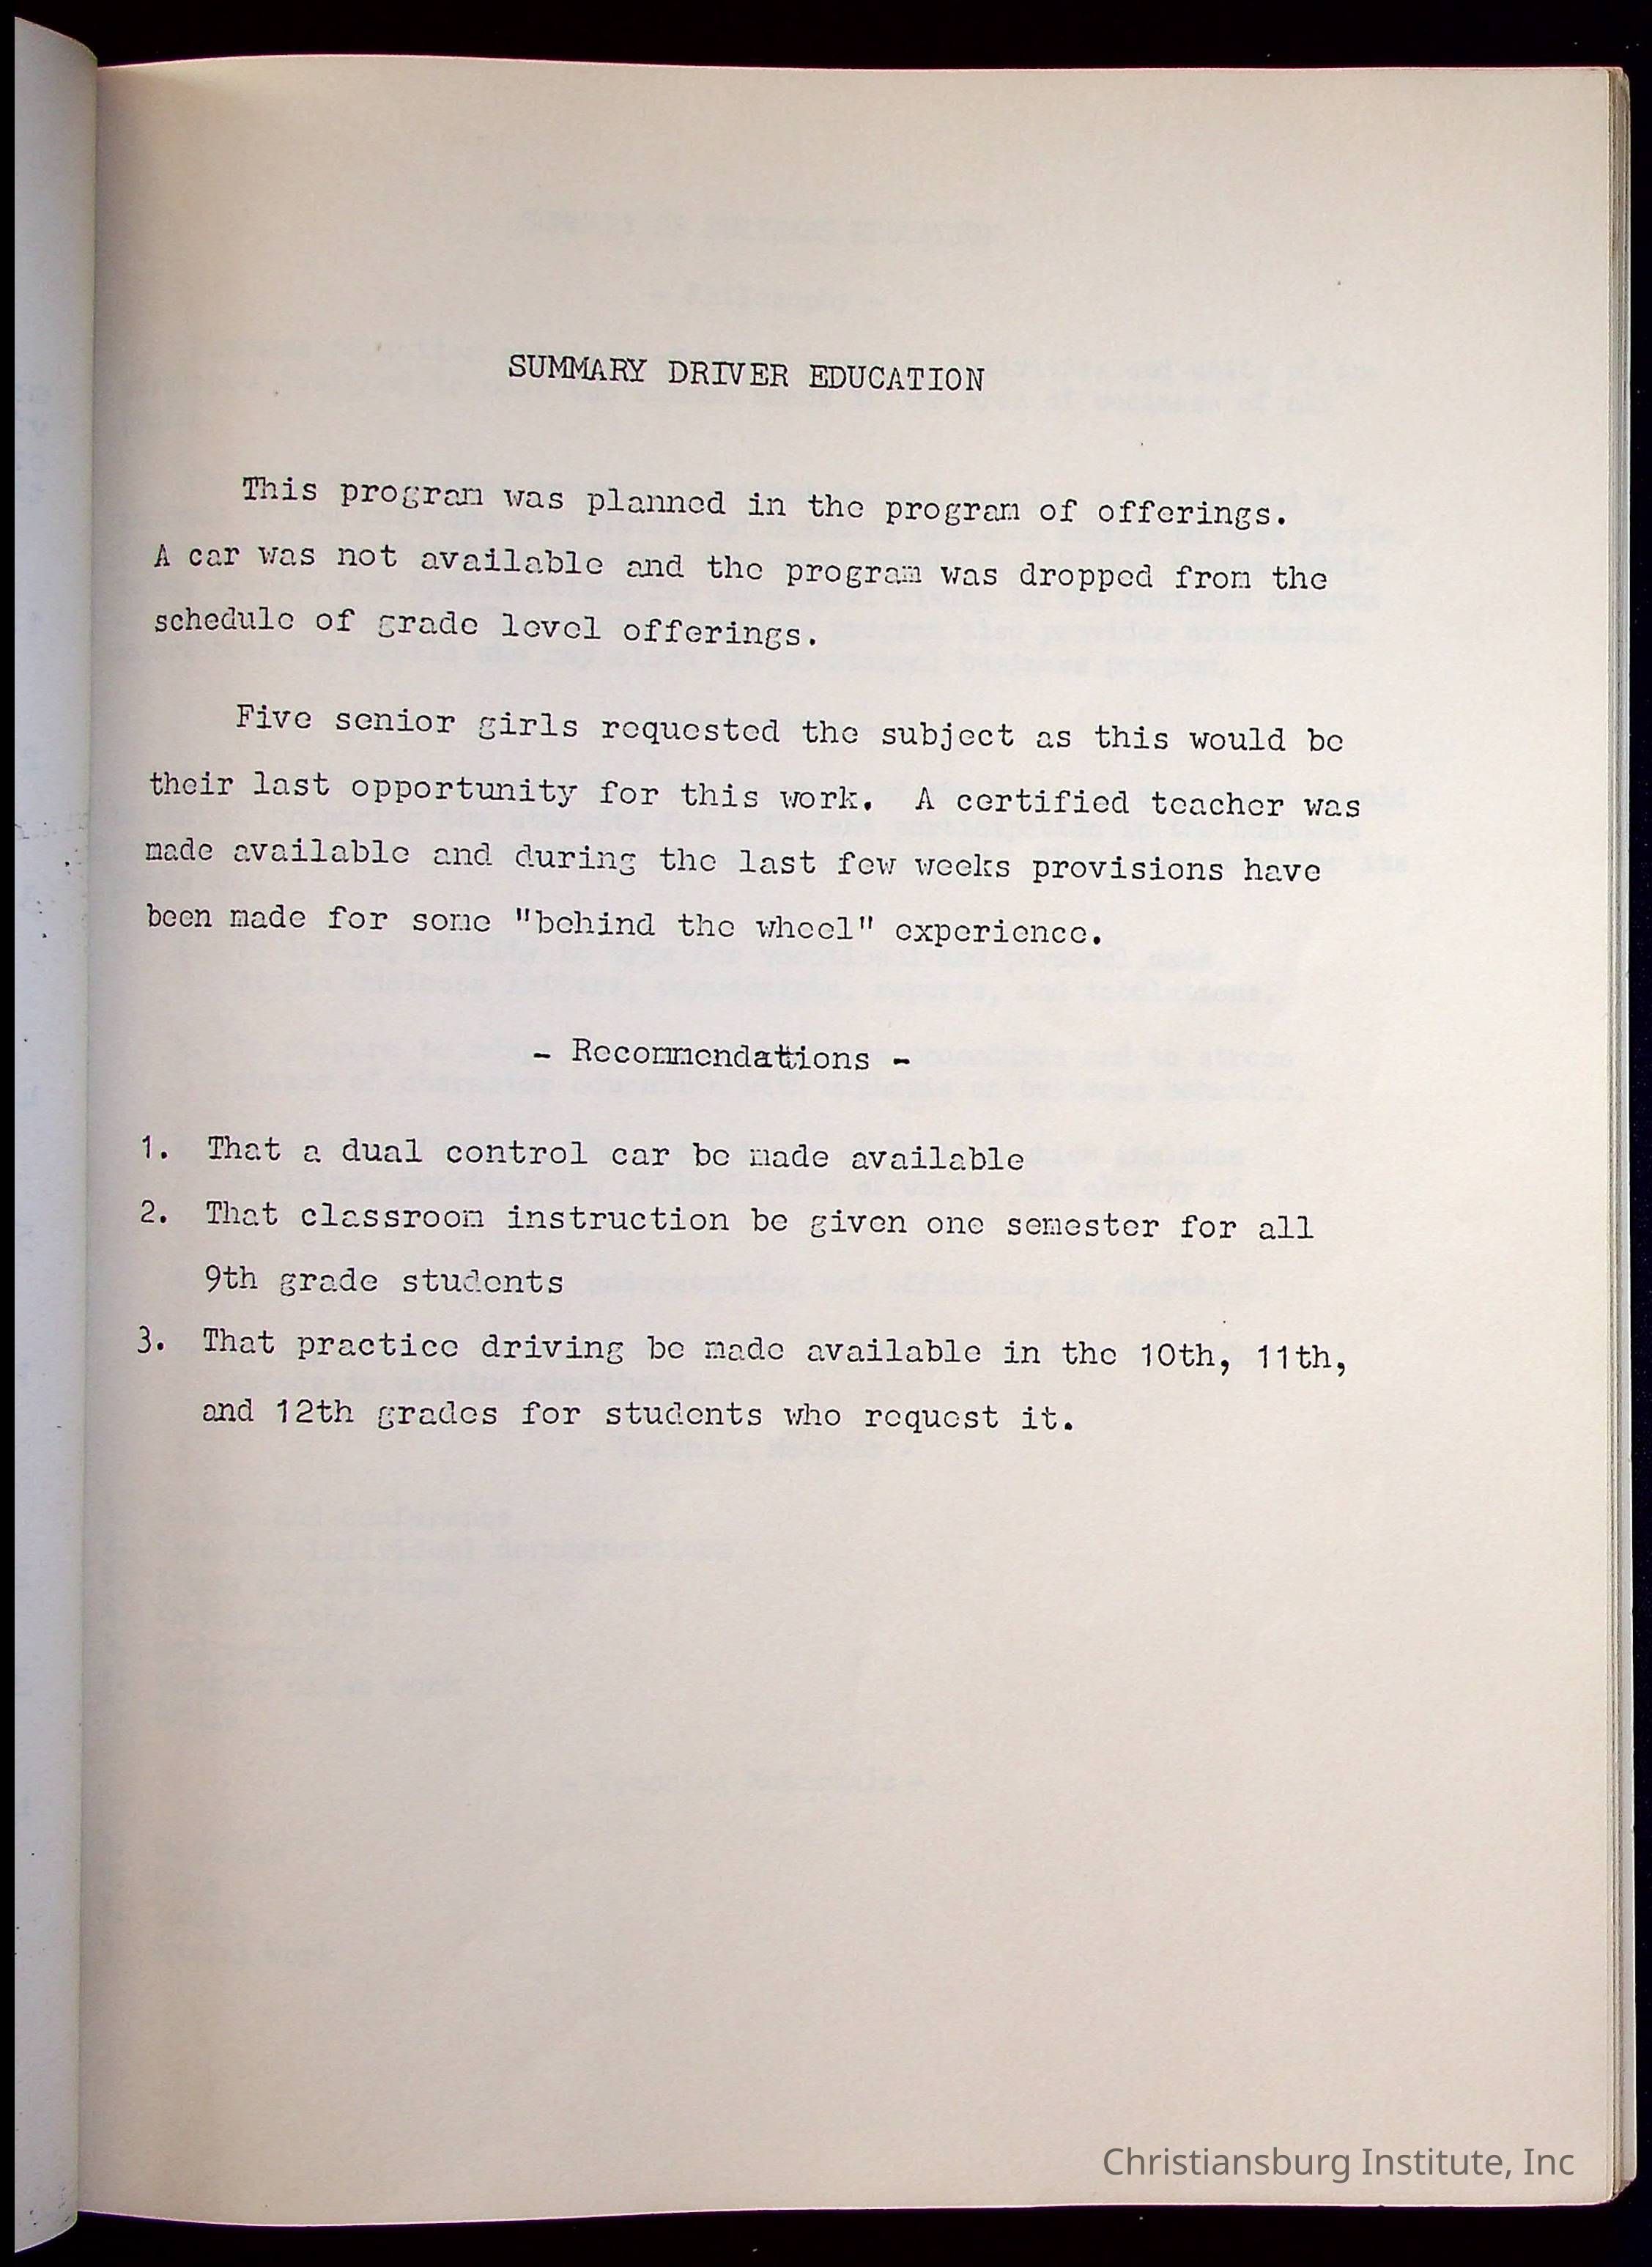 SUMMARY DRIVER EDUCATION
This program was planned in the program of offerings.
A car was not available and the program was dropped from the
schedule of grade level offerings.
Five senior girls requested the subject as this would be
their last opportunity for this work. A certified teacher was
made available and during the last few weeks provisions have
been made for some "behind the wheel" experience.
- Recommendations -
1. That a dual control car be made available
2. That classroom instruction be given one semester for all
9th grade students
3. That practice driving be made available in the 10th, 11th,
and 12th grades for students who request it.
Christiansburg Institute, Inc